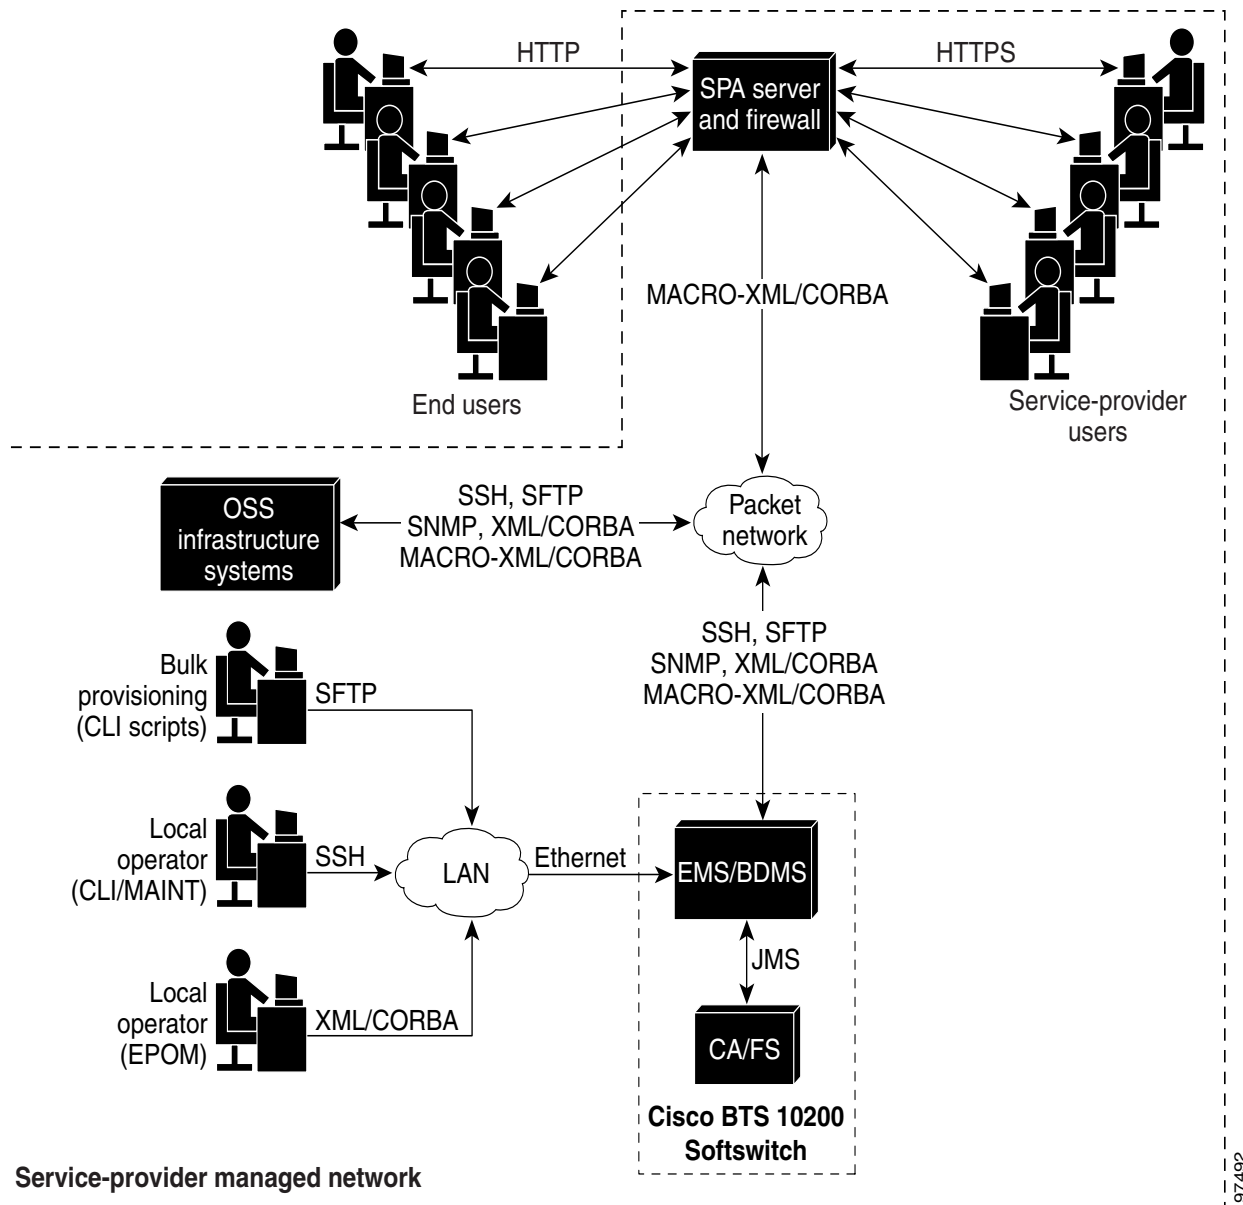 HTTP
HTTPS
SPA server
and firewall
MACRO-XML/CORBA
End users
Service-provider
users
OSS
infrastructure
systems
SSH, SFTP
SNMP, XML/CORBA
MACRO-XML/CORBA
Packet
network
SSH, SFTP
SNMP, XML/CORBA
MACRO-XML/CORBA
Bulk
provisioning
(CLI scripts)
SFTP
Local
operator
(CLI/MAINT)
SSH
LAN
Ethernet
EMS/BDMS
JMS
Local
operator
(EPOM)
XML/CORBA
CA/FS
Cisco BTS 10200
Softswitch
Service-provider managed network
97492